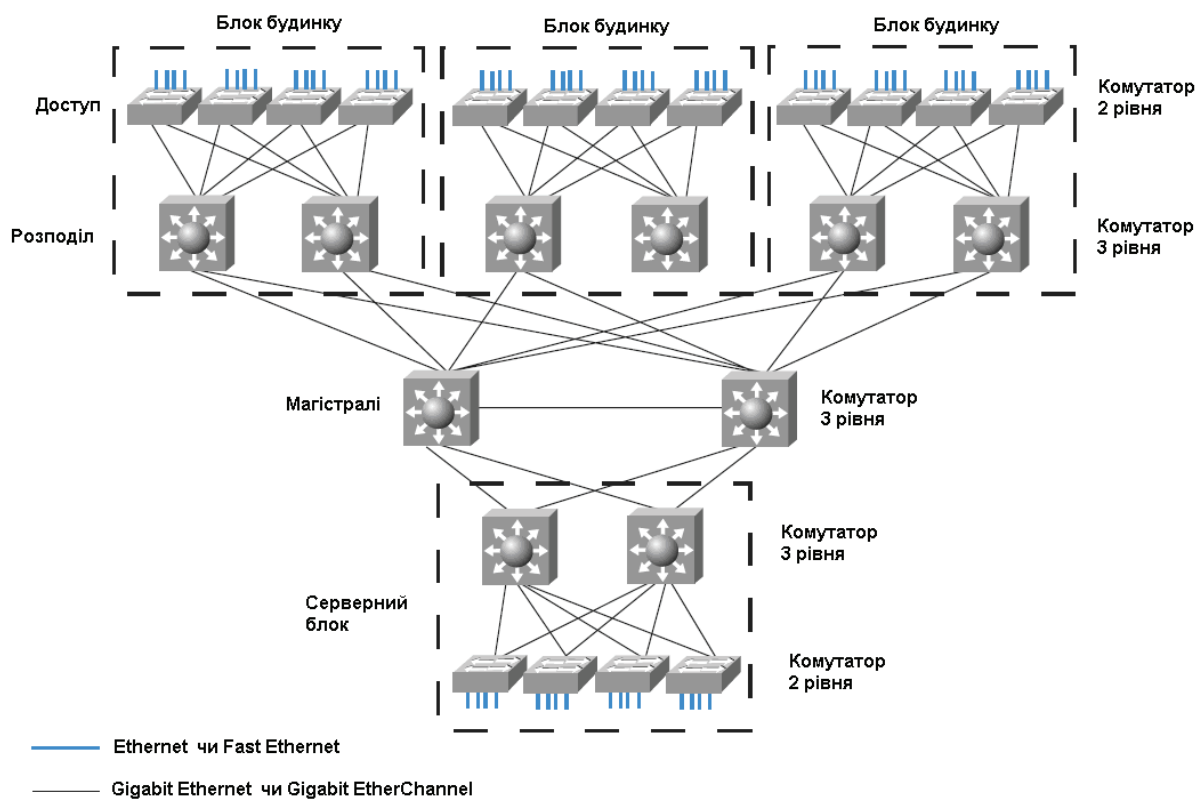 Блок будинку
Блок будинку
Блок будинку
Доступ
Комутатор
2 рівня
Розподіл
Комутатор
3 рівня
Магістралі
Комутатор
3 рівня
Комутатор
3 рівня
Серверний
блок
Комутатор
2 рівня
Ethernet чи Fast Ethernet
Gigabit Ethernet чи Gigabit EtherChannel